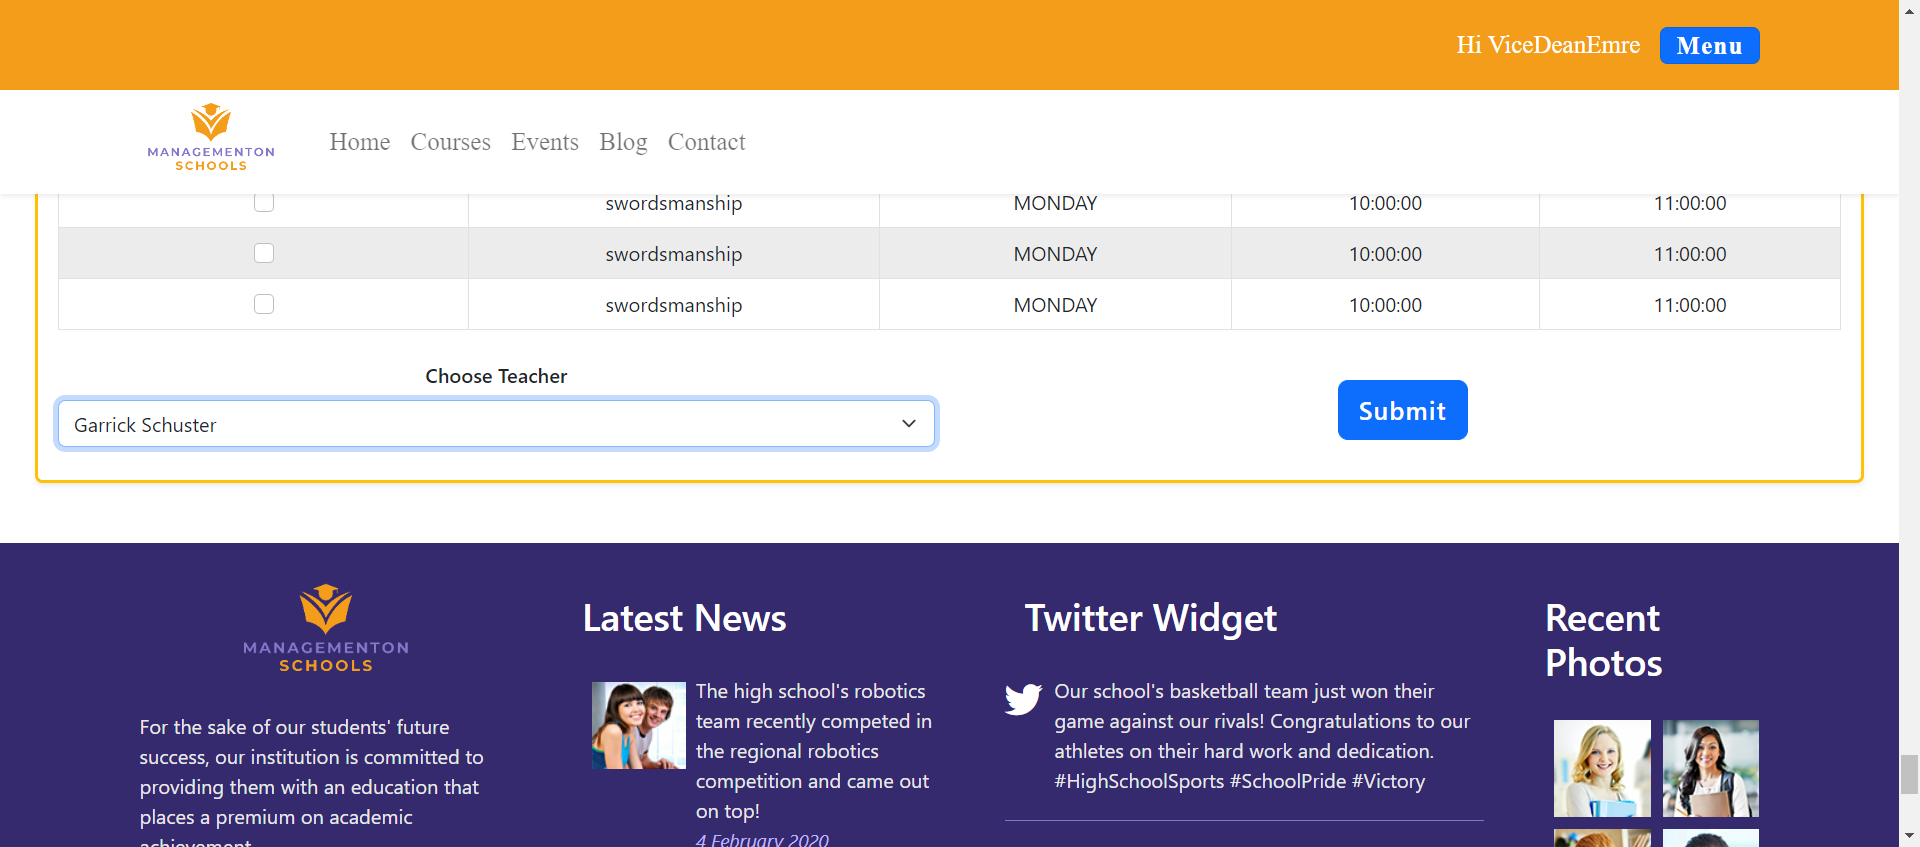 Hi ViceDeanEmre Menu
MANAGEMENTON
SCHOOLS
Home Courses Events Blog Contact
swordsmanship MONDAY 10:00:00 11:00:00
swordsmanship MONDAY 10:00:00 11:00:00
swordsmanship MONDAY 10:00:00 11:00:00
Choose Teacher
Garrick Schuster
Submit
MANAGEMENTON
SCHOOLS
For the sake of our students' future
success, our institution is committed to
providing them with an education that
places a premium on academic
achievement.
Latest News
The high school's robotics
team recently competed in
the regional robotics
competition and came out
on top!
4 February 2020
Twitter Widget
Our school's basketball team just won their
game against our rivals! Congratulations to our
athletes on their hard work and dedication.
#HighSchoolSports #SchoolPride #Victory
Recent
Photos